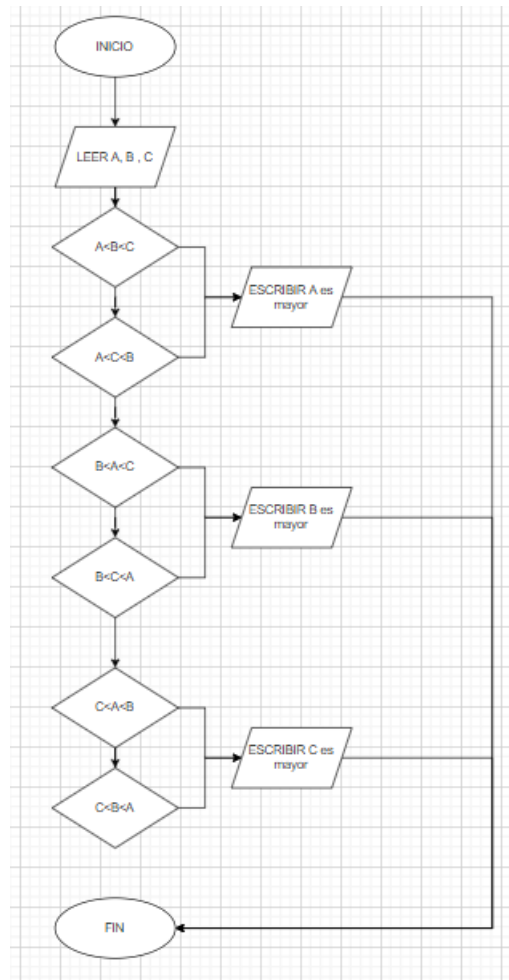 INICIO
LEER A, B , C
A<B<C
ESCRIBIR A es
mayor
A<C<B
B<A<C
ESCRIBIR B es
mayor
B<C<A
C<A<B
ESCRIBIR C es
mayor
C<B<A
FIN